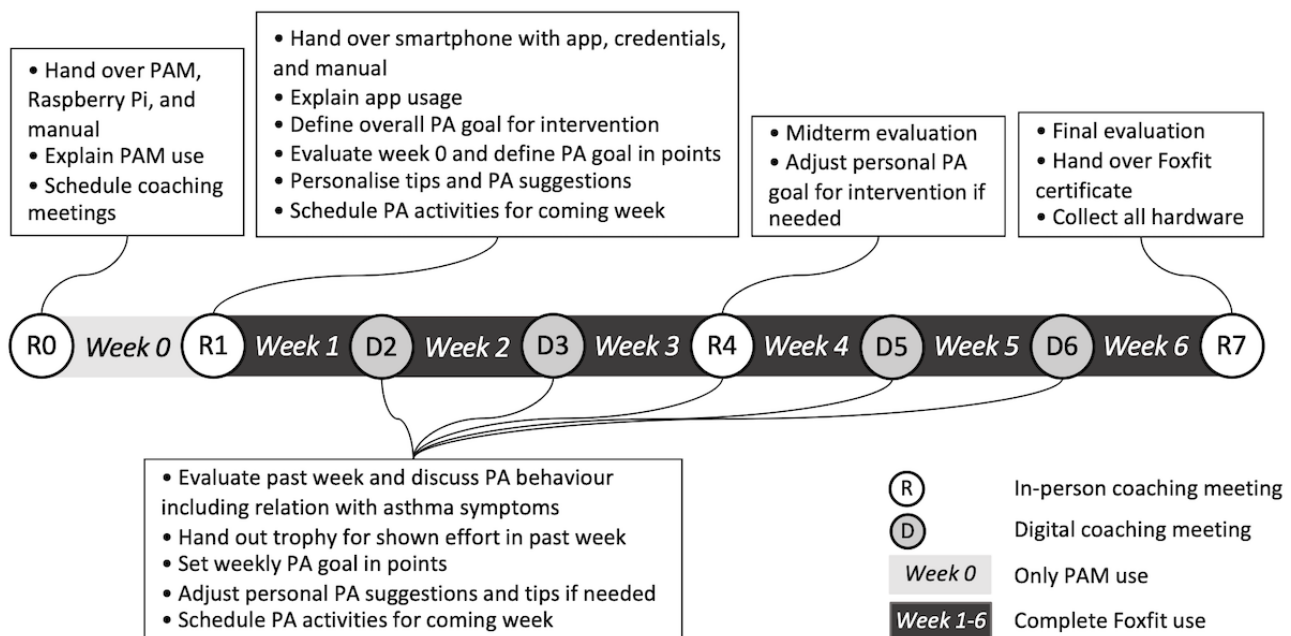 • Hand over PAM,
Raspberry Pi, and
manual
• Explain PAM use
• Schedule coaching
meetings
• Hand over smartphone with app, credentials,
and manual
• Explain app usage
• Define overall PA goal for intervention
• Evaluate week 0 and define PA goal in points
• Personalise tips and PA suggestions
• Schedule PA activities for coming week
• Midterm evaluation
• Adjust personal PA
goal for intervention if
needed
• Final evaluation
• Hand over Foxfit
certificate
• Collect all hardware
R0 Week 0 R1 Week 1 D2 Week 2 D3 Week 3 R4 Week 4 D5 Week 5 D6 Week 6 R7
• Evaluate past week and discuss PA behaviour
including relation with asthma symptoms
• Hand out trophy for shown effort in past week
• Set weekly PA goal in points
• Adjust personal PA suggestions and tips if needed
• Schedule PA activities for coming week
R In-person coaching meeting
D Digital coaching meeting
Week 0 Only PAM use
Week 1-6 Complete Foxfit use